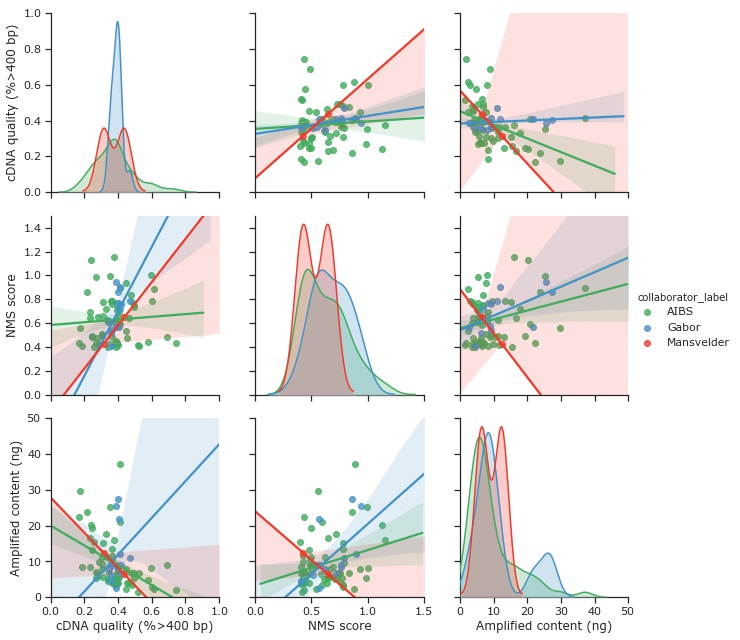 1.0
0.8
0.6
0.4
0.2
0.0
cDNA quality (%>400 bp)
1.4
1.2
1.0
0.8
0.6
0.4
0.2
0.0
NMS score
collaborator_label
AIBS
Gabor
Mansvelder
50
40
30
20
10
0
Amplified content (ng)
0.0 0.2 0.4 0.6 0.8 1.0
0.0 0.5 1.0 1.5
0 10 20 30 40 50
cDNA quality (%>400 bp)
NMS score
Amplified content (ng)